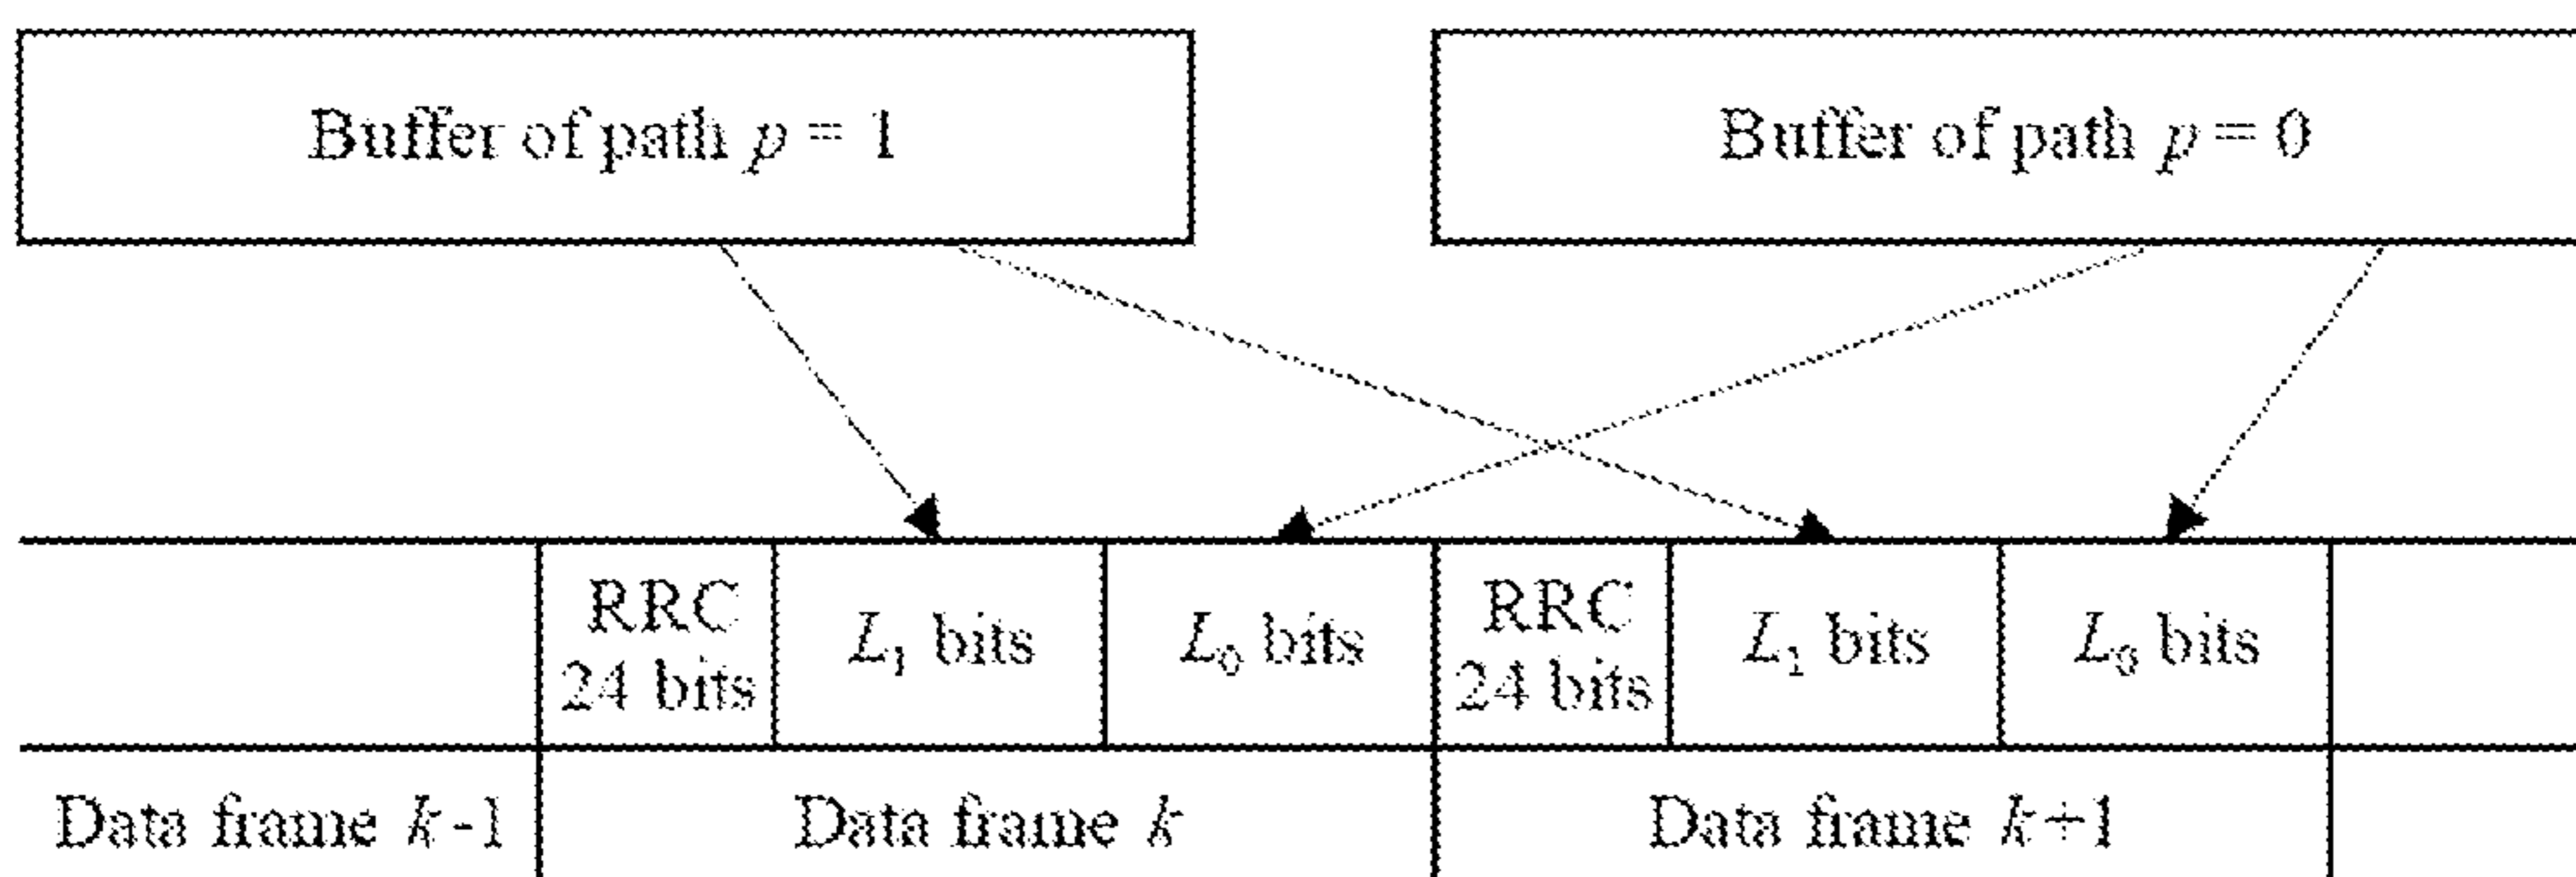 Buffer of path p = 1
Buffer of path p = 0
RRC
24 bits
L₁ bits
L₀ bits
RRC
24 bits
L₁ bits
L₀ bits
Data frame k-1
Data frame k
Data frame k+1